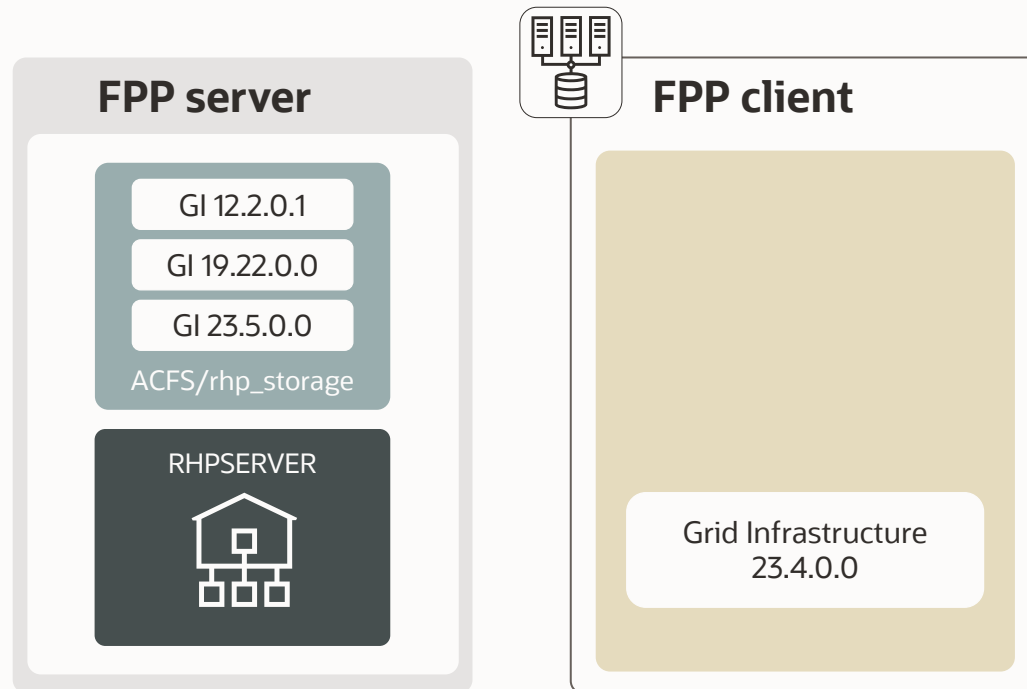 FPP server
GI 12.2.0.1
GI 19.22.0.0
GI 23.5.0.0
ACFS/rhp_storage
RHPSERVER
FPP client
Grid Infrastructure
23.4.0.0